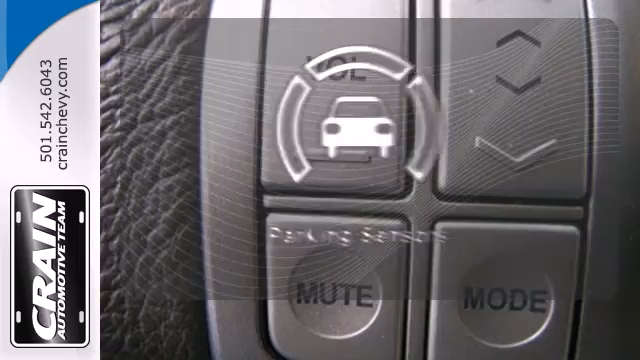 501.542.6043
crainchevy.com
CRAIN
AUTOMOTIVE TEAM
VOL
Parking Sensors
MUTE
MODE